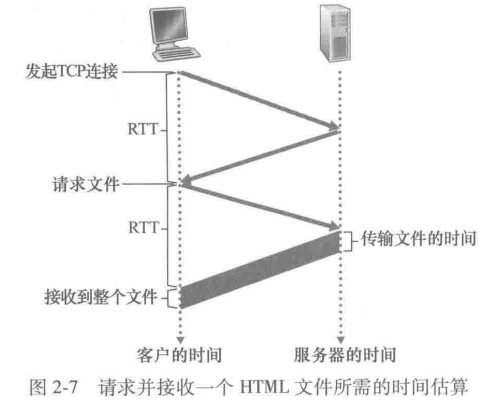 发起TCP连接
RTT
请求文件
RTT
传输文件的时间
接收到整个文件
客户的时间
服务器的时间
图 2-7 请求并接收一个 HTML 文件所需的时间估算